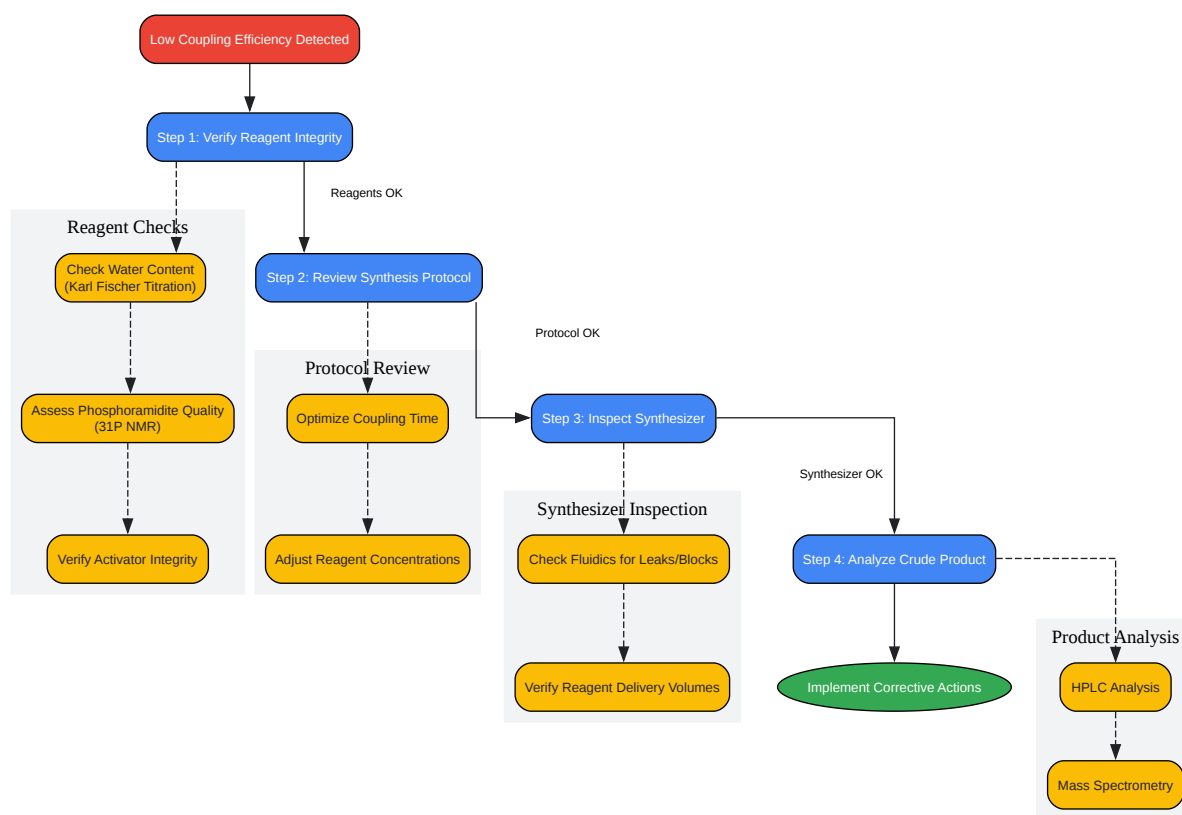 Low Coupling Efficiency Detected
Step 1: Verify Reagent Integrity
Reagents OK
Reagent Checks
Check Water Content
(Karl Fischer Titration)
Step 2: Review Synthesis Protocol
Protocol OK
Protocol Review
Assess Phosphoramidite Quality
(31P NMR)
Optimize Coupling Time
Step 3: Inspect Synthesizer
Synthesizer OK
Synthesizer Inspection
Verify Activator Integrity
Adjust Reagent Concentrations
Check Fluidics for Leaks/Blocks
Step 4: Analyze Crude Product
Product Analysis
Verify Reagent Delivery Volumes
Implement Corrective Actions
HPLC Analysis
Mass Spectrometry